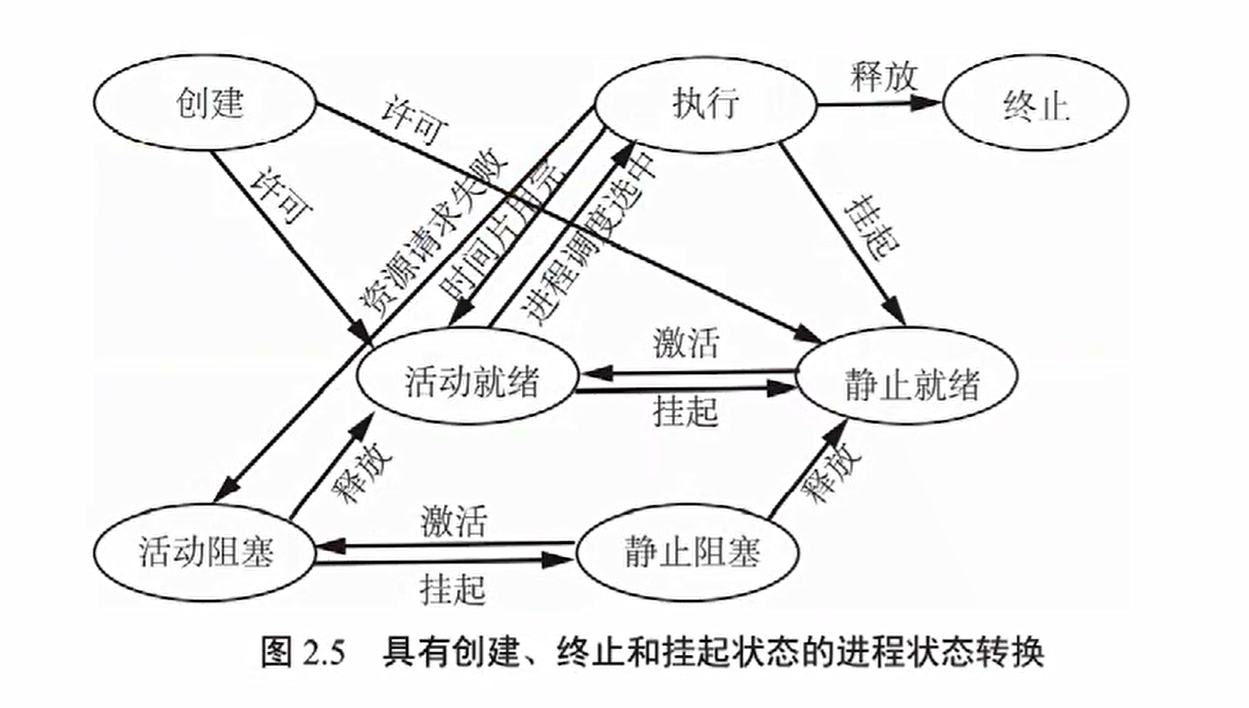 创建
许可
执行
释放
终止
许可
资源请求失败
时间片用完
进程调度选中
挂起
活动就绪
激活
挂起
静止就绪
释放
释放
活动阻塞
激活
挂起
静止阻塞
图 2.5 具有创建、终止和挂起状态的进程状态转换